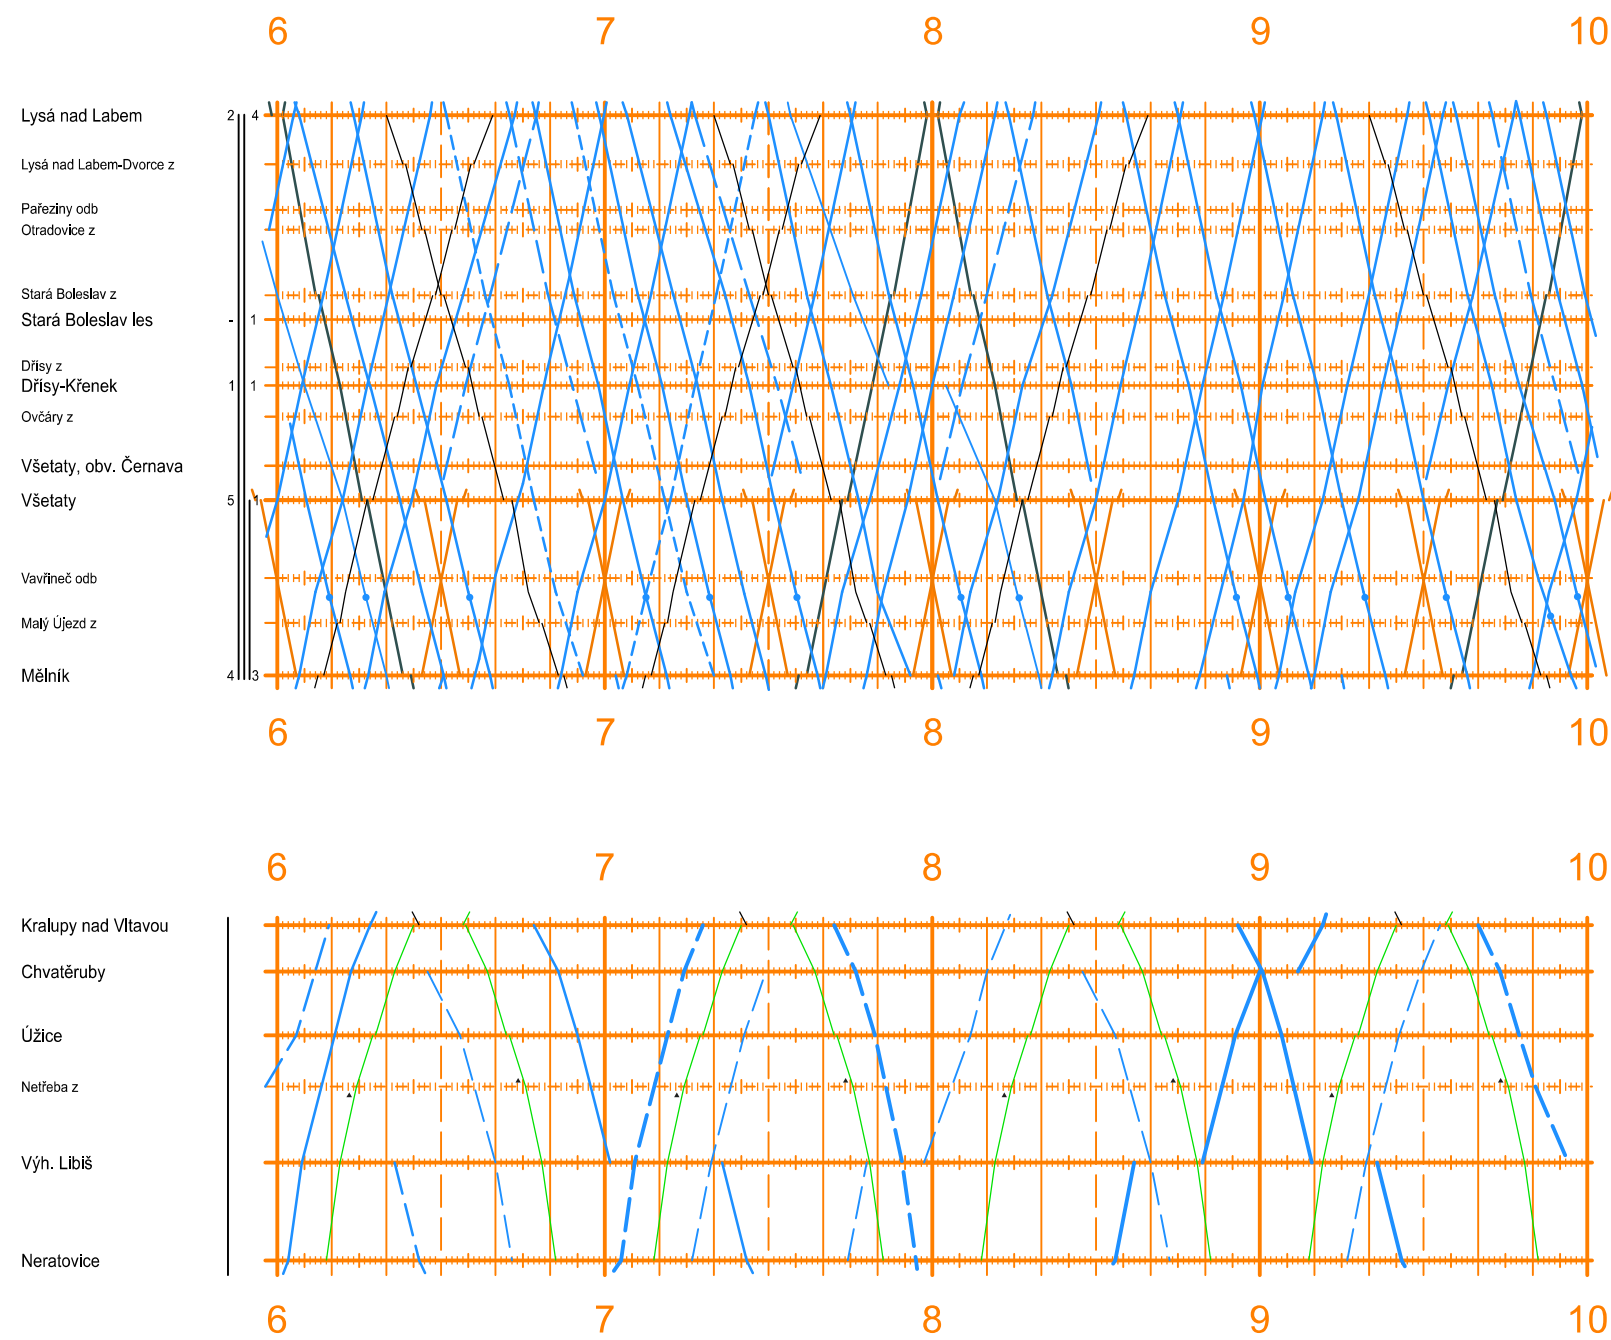 6 7 8 9 10
Lysá nad Labem 2 4
Lysá nad Labem-Dvorce z
Pařeziny odb
Otradovice z
Stará Boleslav z
Stará Boleslav les - 1
Dřísy z
Dřísy-Křenek 1 1
Ovčáry z
Všetaty, obv. Černava
Všetaty 5 1
Vavřineč odb
Malý Újezd z
Mělník 4 3
6 7 8 9 10
6 7 8 9 10
Kralupy nad Vltavou
Chvatěruby
Úžice
Netřeba z
Výh. Libiš
Neratovice
6 7 8 9 10